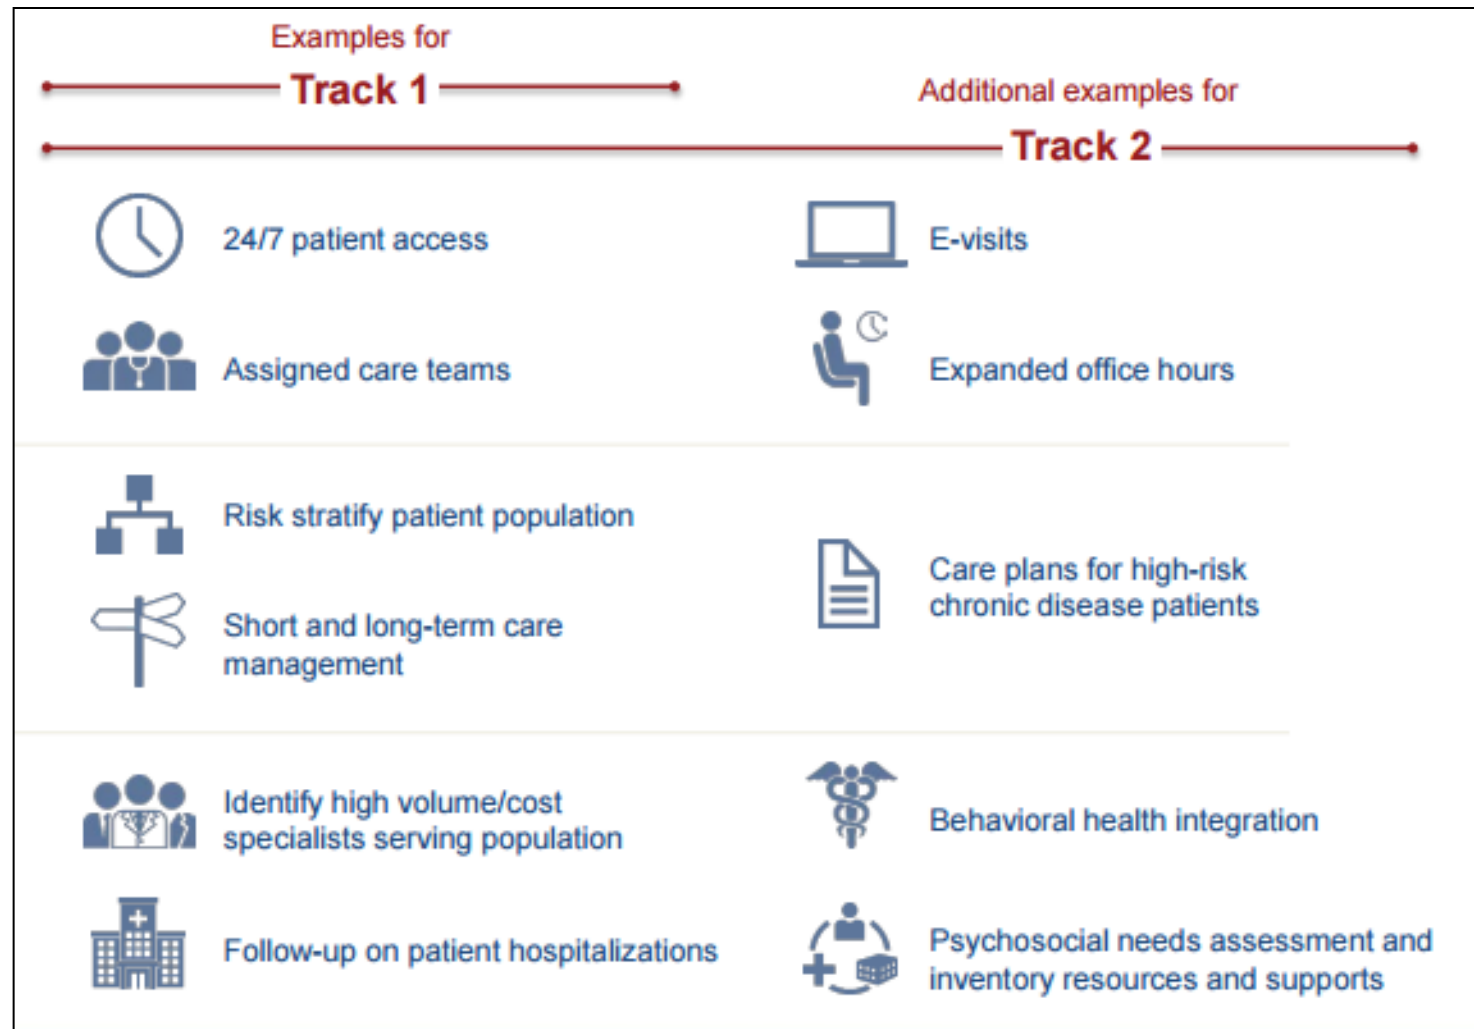 Examples for
Track 1
Additional examples for
Track 2
24/7 patient access
E-visits
Assigned care teams
Expanded office hours
Risk stratify patient population
Short and long-term care
management
Care plans for high-risk
chronic disease patients
Identify high volume/cost
specialists serving population
Behavioral health integration
Follow-up on patient hospitalizations
Psychosocial needs assessment and
inventory resources and supports